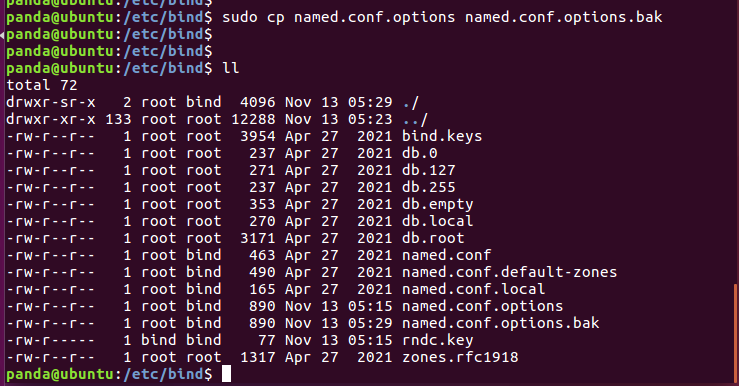 panda@ubuntu:/etc/bind$
panda@ubuntu:/etc/bind$ sudo cp named.conf.options named.conf.options.bak
panda@ubuntu:/etc/bind$
panda@ubuntu:/etc/bind$
panda@ubuntu:/etc/bind$ ll
total 72
drwxr-sr-x   2 root bind  4096 Nov 13 05:29 ./
drwxr-xr-x 133 root root 12288 Nov 13 05:23 ../
-rw-r--r--   1 root root  3954 Apr 27  2021 bind.keys
-rw-r--r--   1 root root   237 Apr 27  2021 db.0
-rw-r--r--   1 root root   271 Apr 27  2021 db.127
-rw-r--r--   1 root root   237 Apr 27  2021 db.255
-rw-r--r--   1 root root   353 Apr 27  2021 db.empty
-rw-r--r--   1 root root   270 Apr 27  2021 db.local
-rw-r--r--   1 root root  3171 Apr 27  2021 db.root
-rw-r--r--   1 root bind   463 Apr 27  2021 named.conf
-rw-r--r--   1 root bind   490 Apr 27  2021 named.conf.default-zones
-rw-r--r--   1 root bind   165 Apr 27  2021 named.conf.local
-rw-r--r--   1 root bind   890 Nov 13 05:15 named.conf.options
-rw-r--r--   1 root bind   890 Nov 13 05:29 named.conf.options.bak
-rw-r-----   1 bind bind    77 Nov 13 05:15 rndc.key
-rw-r--r--   1 root root  1317 Apr 27  2021 zones.rfc1918
panda@ubuntu:/etc/bind$